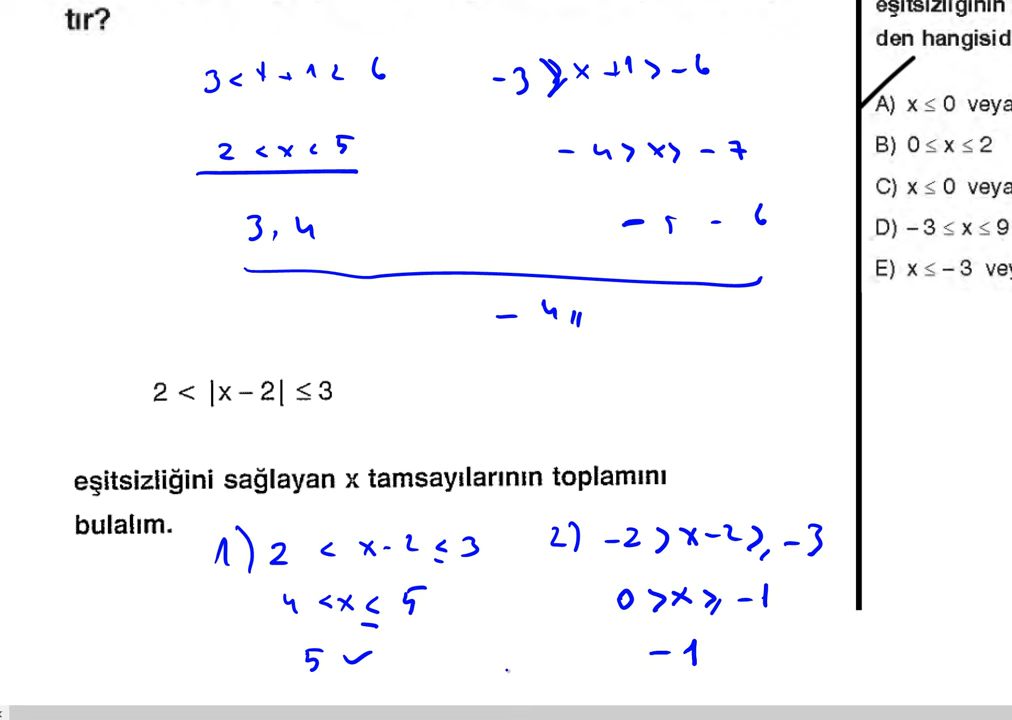 tır?
3 < x + 1 < 6
-3 > x + 1 > -6
2 < x < 5
-4 > x > -7
3, 4
-5 -6
-4 //
2 < |x – 2| ≤ 3
eşitsizliğini sağlayan x tamsayılarının toplamını
bulalım.
1) 2 < x - 2 ≤ 3
2) -2 > x - 2 ≥ -3
4 < x ≤ 5
0 > x ≥ -1
5 ✓
-1
eşitsizliğinin
den hangisid
A) x ≤ 0 veya
B) 0 ≤ x ≤ 2
C) x ≤ 0 veya
D) – 3 ≤ x ≤ 9
E) x ≤ – 3 vey